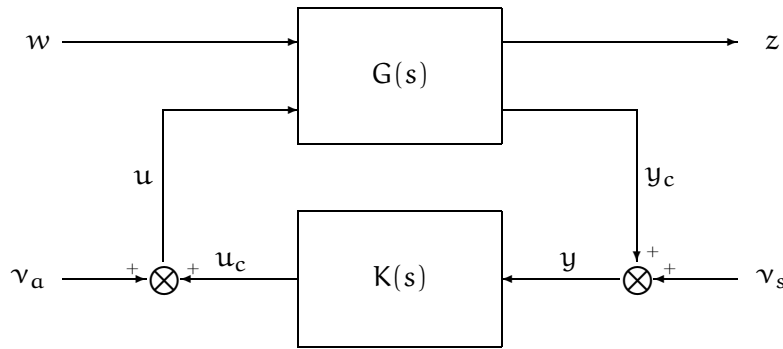 w
z
G(s)
u
y_c
+
+ +
+
ν_a
u_c
K(s)
y
ν_s